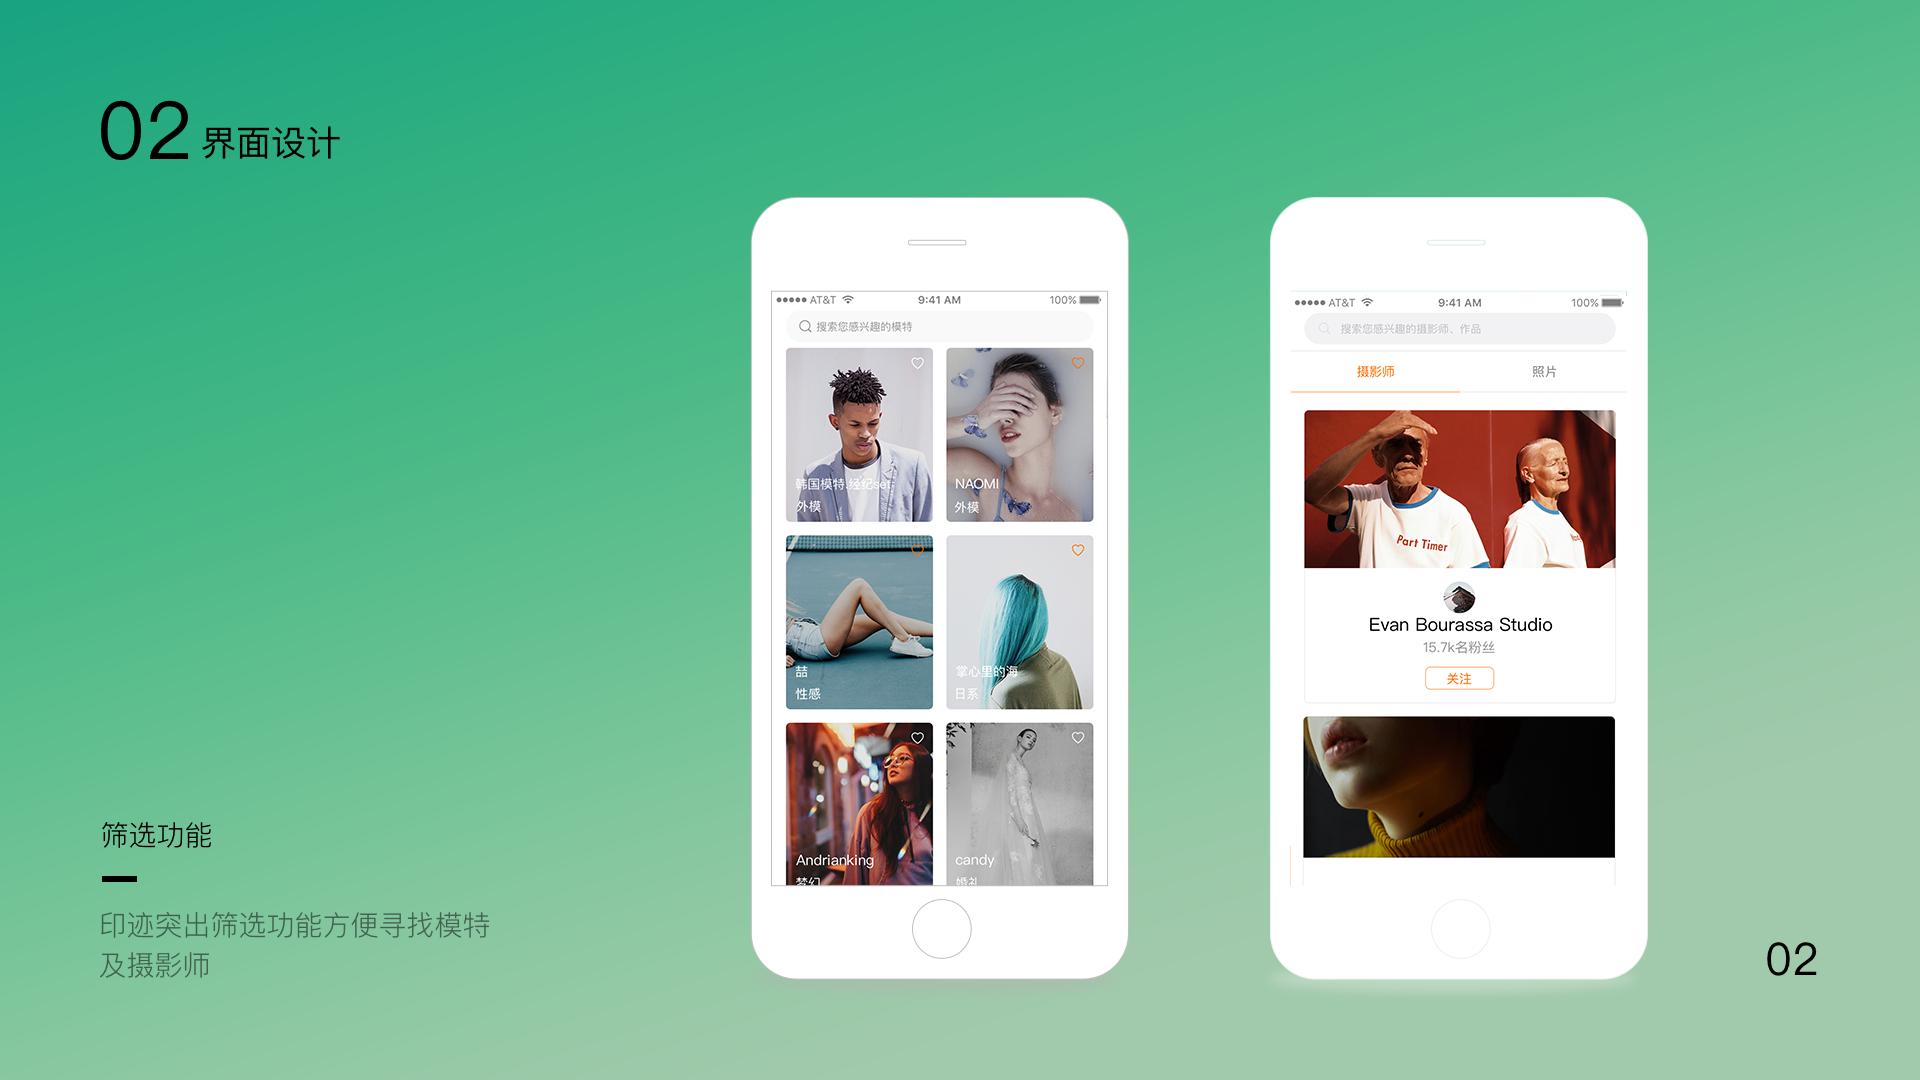 02 界面设计
●●●●● AT&T 9:41 AM 100%
搜索您感兴趣的模特
韩国模特.经纪set
外模
NAOMI
外模
喆
性感
掌心里的海
日系
Andrianking
梦幻
candy
婚礼
●●●●● AT&T 9:41 AM 100%
搜索您感兴趣的摄影师、作品
摄影师 照片
Part Timer
Evan Bourassa Studio
15.7k名粉丝
关注
筛选功能
印迹突出筛选功能方便寻找模特
及摄影师
02